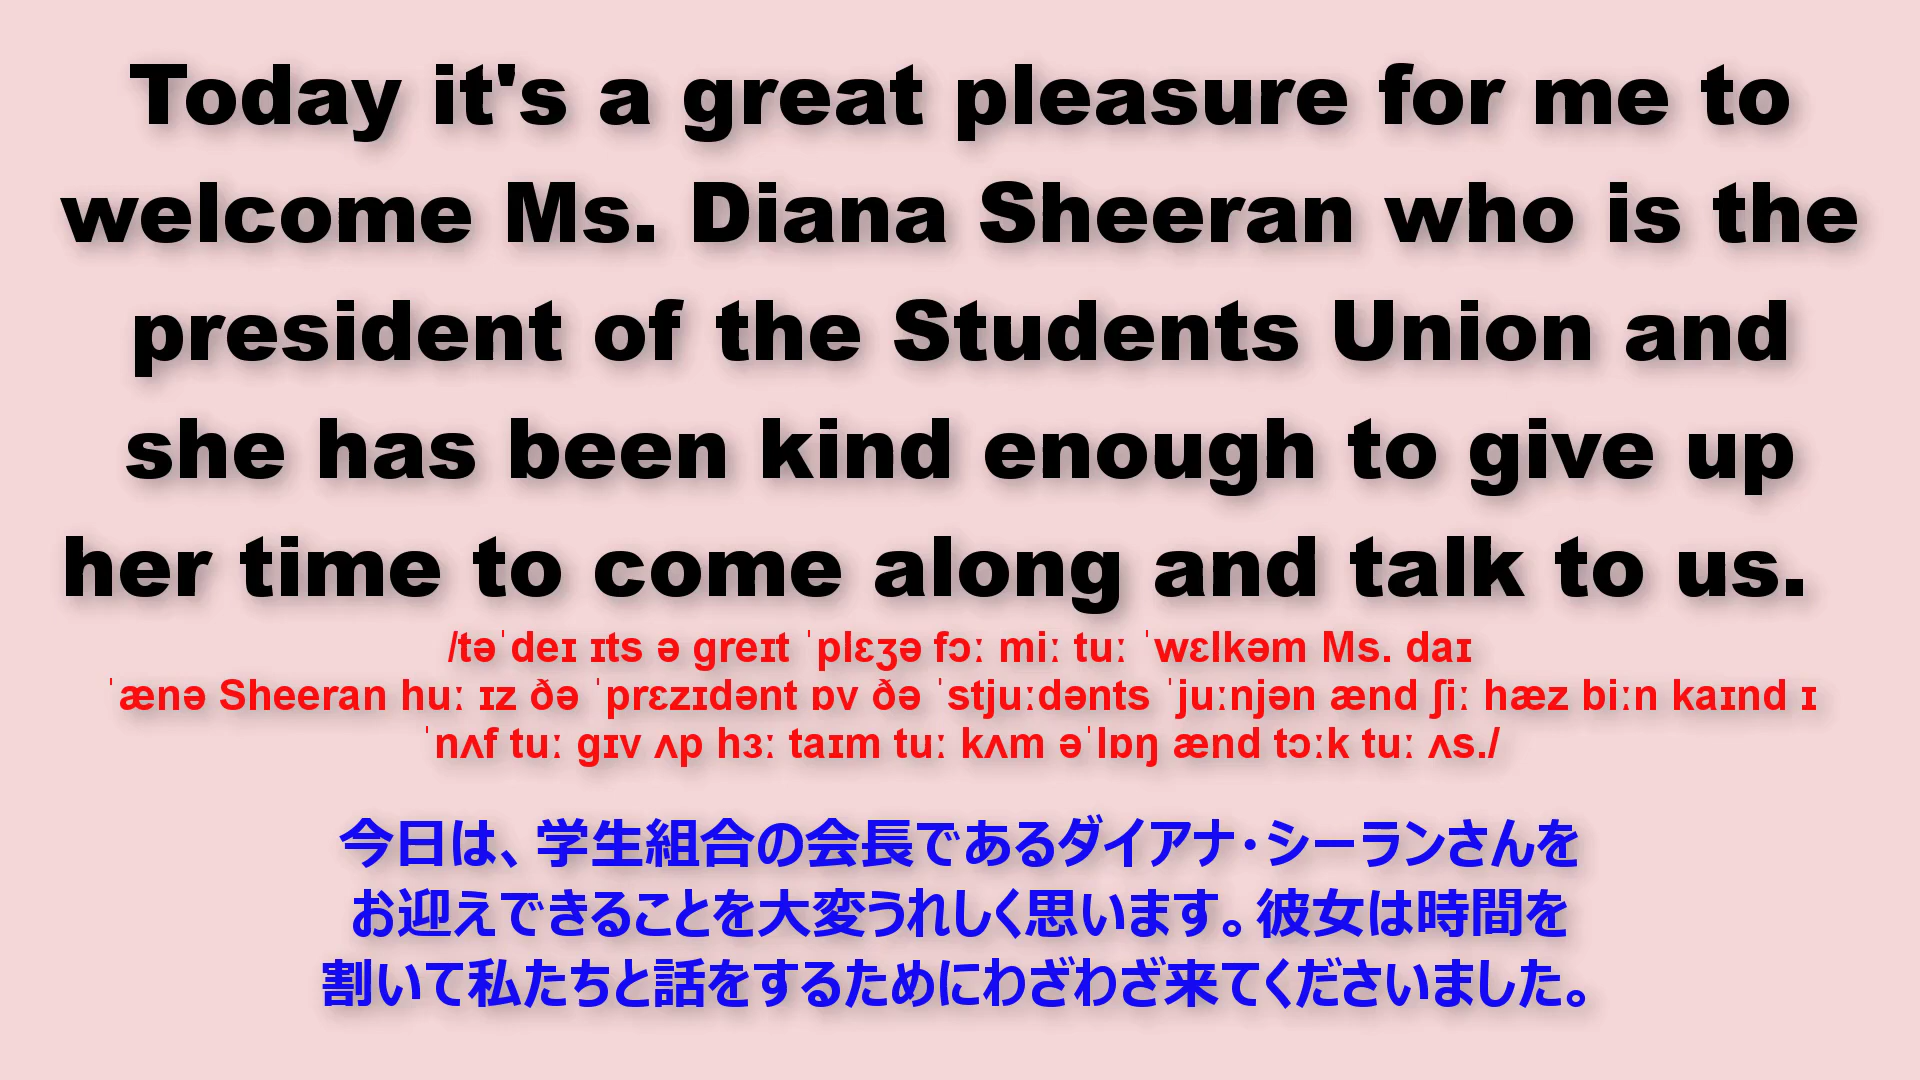 Today it's a great pleasure for me to
welcome Ms. Diana Sheeran who is the
president of the Students Union and
she has been kind enough to give up
her time to come along and talk to us.
/təˈdeɪ ɪts ə greɪt ˈplɛʒə fɔː miː tuː ˈwɛlkəm Ms. daɪ
ˈænə Sheeran huː ɪz ðə ˈprɛzɪdənt ɒv ðə ˈstjuːdənts ˈjuːnjən ænd ʃiː hæz biːn kaɪnd ɪ
ˈnʌf tuː gɪv ʌp hɜː taɪm tuː kʌm əˈlɒŋ ænd tɔːk tuː ʌs./
今日は、学生組合の会長であるダイアナ・シーランさんを
お迎えできることを大変うれしく思います。彼女は時間を
割いて私たちと話をするためにわざわざ来てくださいました。